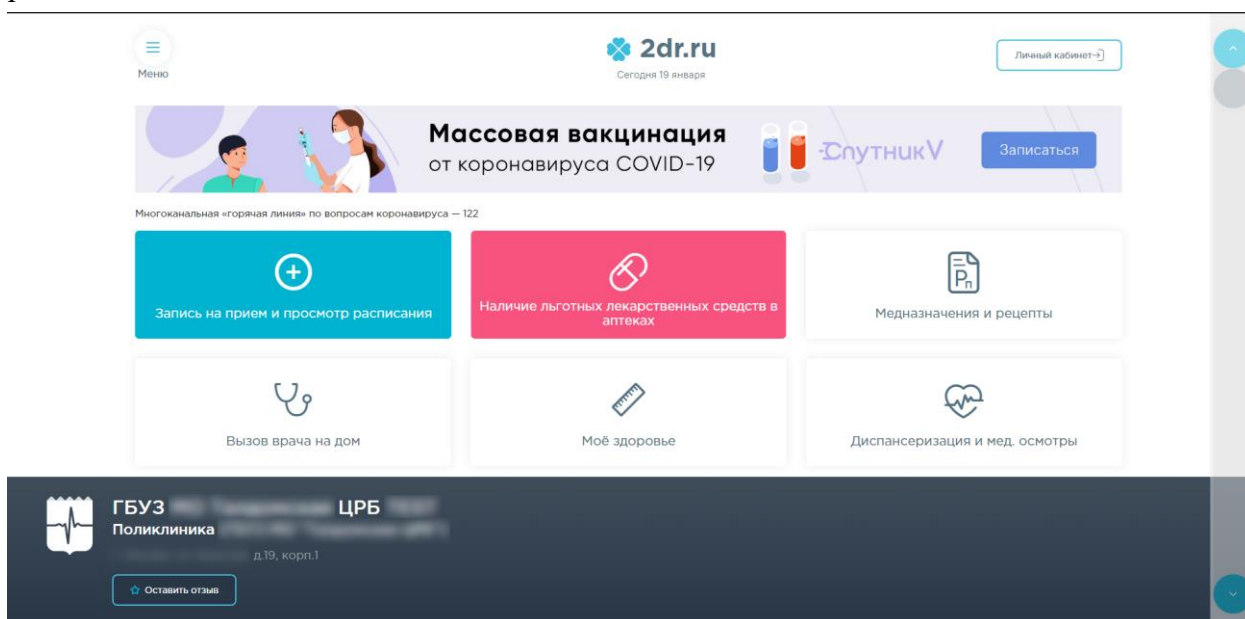 2dr.ru
Меню
Сегодня 19 января
Личный кабинет
Массовая вакцинация
от коронавируса COVID-19
СпутникV
Записаться
Многоканальная «горячая линия» по вопросам коронавируса — 122
Запись на прием и просмотр расписания
Наличие льготных лекарственных средств в
аптеках
Рп
Медназначения и рецепты
Вызов врача на дом
Моё здоровье
Диспансеризация и мед. осмотры
ГБУЗ ЦРБ
Поликлиника
д.19, корп.1
Оставить отзыв